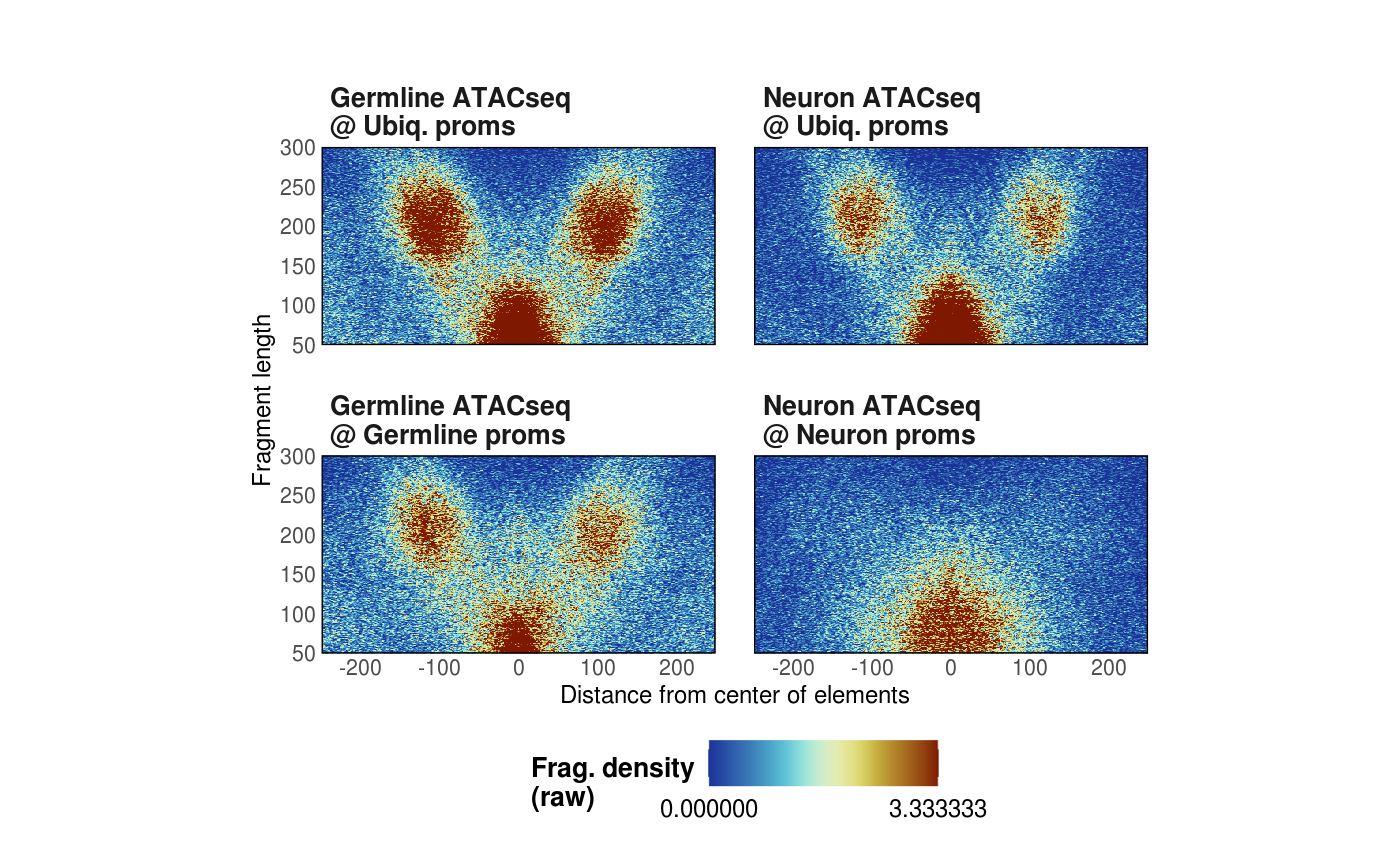 Germline ATACseq
@ Ubiq. proms
Neuron ATACseq
@ Ubiq. proms
300
250
200
150
100
50
Fragment length
Germline ATACseq
@ Germline proms
Neuron ATACseq
@ Neuron proms
300
250
200
150
100
50
-200 -100 0 100 200
-200 -100 0 100 200
Distance from center of elements
Frag. density
(raw)
0.000000 3.333333